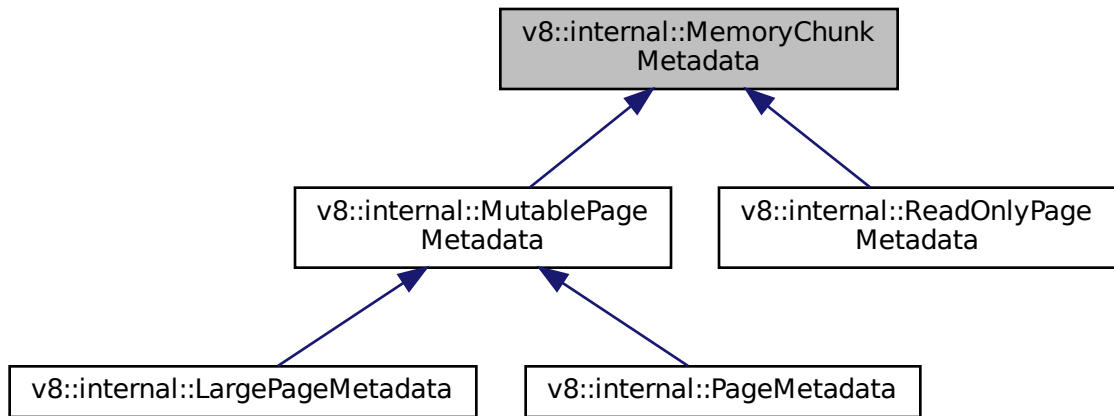 v8::internal::MemoryChunk
Metadata
v8::internal::MutablePage
Metadata
v8::internal::ReadOnlyPage
Metadata
v8::internal::LargePageMetadata
v8::internal::PageMetadata